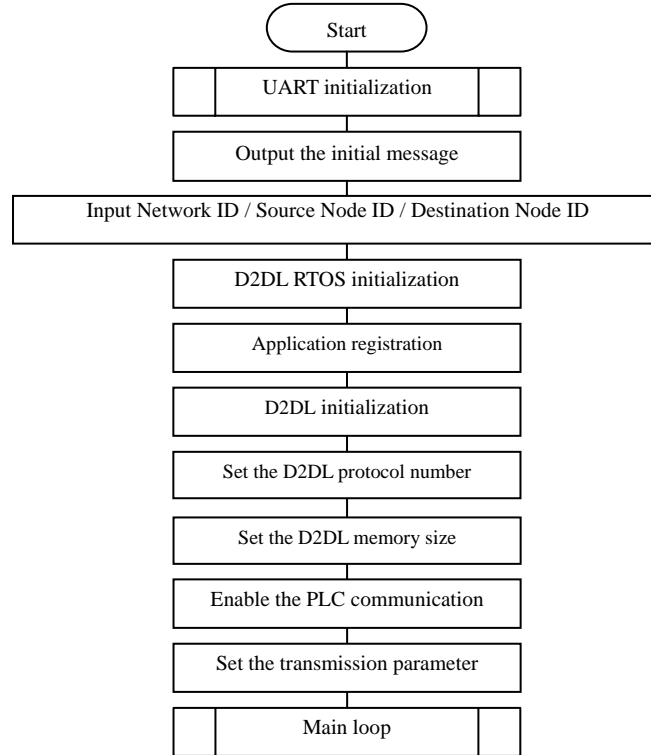 Start
UART initialization
Output the initial message
Input Network ID / Source Node ID / Destination Node ID
D2DL RTOS initialization
Application registration
D2DL initialization
Set the D2DL protocol number
Set the D2DL memory size
Enable the PLC communication
Set the transmission parameter
Main loop